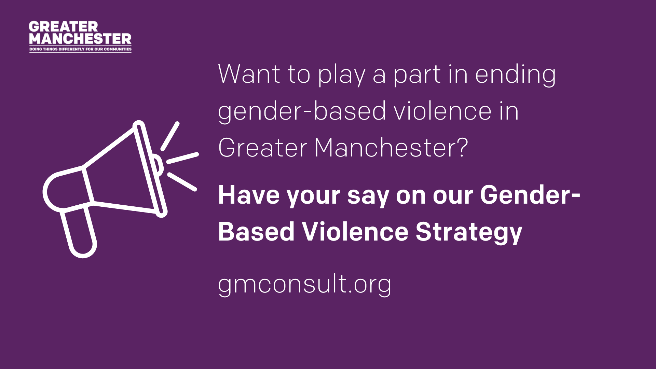 GREATER
MANCHESTER
DOING THINGS DIFFERENTLY FOR OUR COMMUNITIES
Want to play a part in ending
gender-based violence in
Greater Manchester?
Have your say on our Gender-
Based Violence Strategy
gmconsult.org